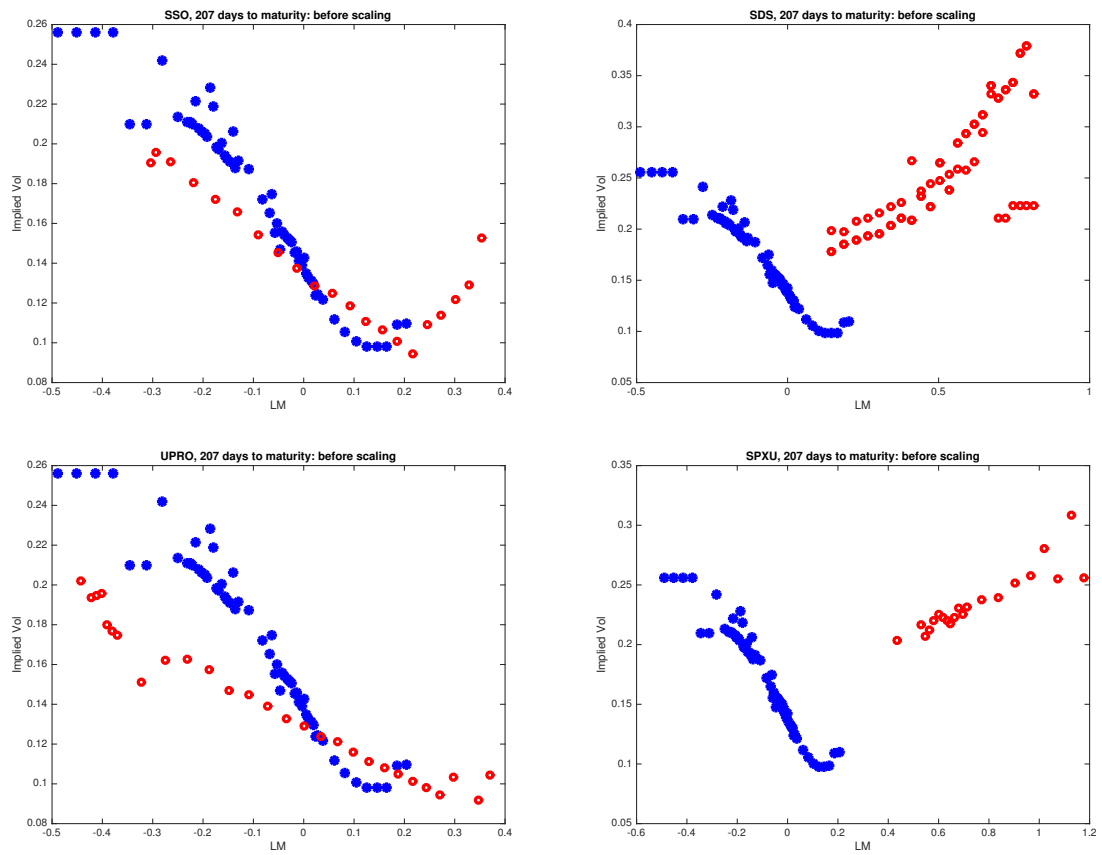 SSO, 207 days to maturity: before scaling
0.26
0.24
0.22
0.2
0.18
0.16
0.14
0.12
0.1
0.08
Implied Vol
-0.5 -0.4 -0.3 -0.2 -0.1 0 0.1 0.2 0.3 0.4
LM
SDS, 207 days to maturity: before scaling
0.4
0.35
0.3
0.25
0.2
0.15
0.1
0.05
Implied Vol
-0.5 0 0.5 1
LM
UPRO, 207 days to maturity: before scaling
0.26
0.24
0.22
0.2
0.18
0.16
0.14
0.12
0.1
0.08
Implied Vol
-0.5 -0.4 -0.3 -0.2 -0.1 0 0.1 0.2 0.3 0.4
LM
SPXU, 207 days to maturity: before scaling
0.35
0.3
0.25
0.2
0.15
0.1
0.05
Implied Vol
-0.6 -0.4 -0.2 0 0.2 0.4 0.6 0.8 1 1.2
LM